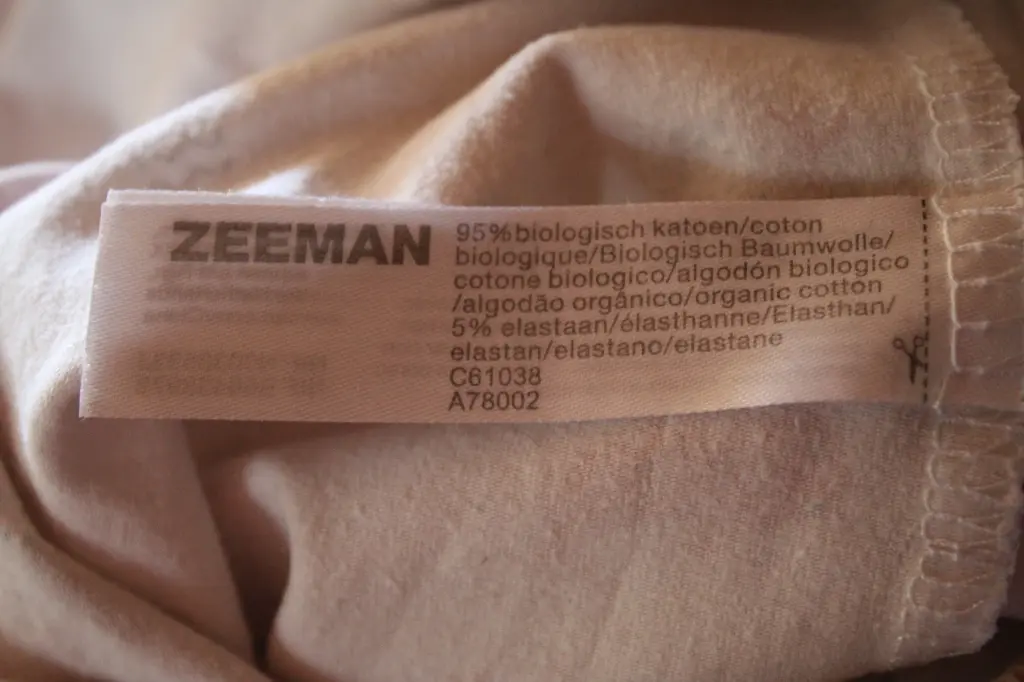 ZEEMAN
95% biologisch katoen/coton
biologique/Biologisch Baumwolle/
cotone biologico/algodón biologico
/algodão orgânico/organic cotton
5% elastaan/élasthanne/Elasthan/
elastan/elastano/elastane
C61038
A78002